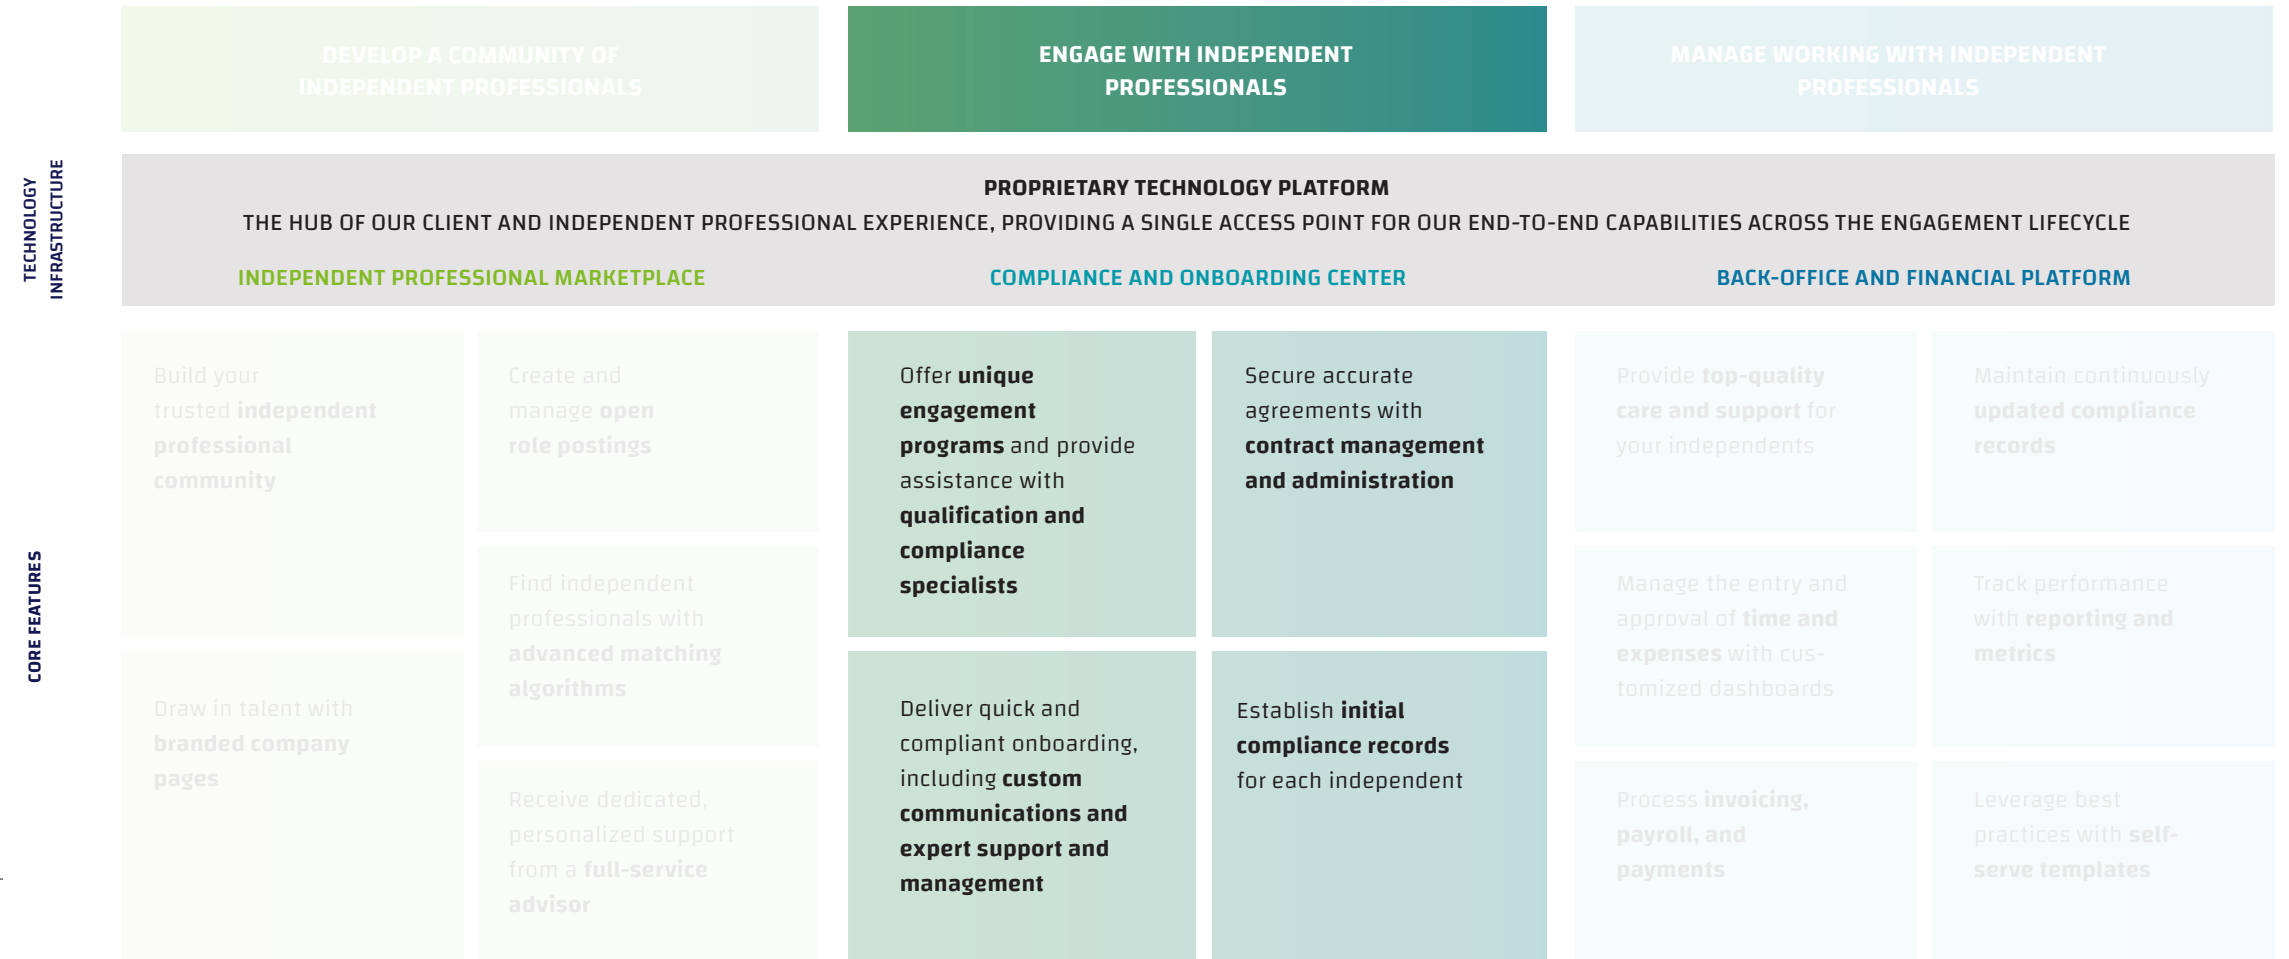 DEVELOP A COMMUNITY OF
INDEPENDENT PROFESSIONALS
ENGAGE WITH INDEPENDENT
PROFESSIONALS
MANAGE WORKING WITH INDEPENDENT
PROFESSIONALS
TECHNOLOGY
INFRASTRUCTURE
PROPRIETARY TECHNOLOGY PLATFORM
THE HUB OF OUR CLIENT AND INDEPENDENT PROFESSIONAL EXPERIENCE, PROVIDING A SINGLE ACCESS POINT FOR OUR END-TO-END CAPABILITIES ACROSS THE ENGAGEMENT LIFECYCLE
INDEPENDENT PROFESSIONAL MARKETPLACE
COMPLIANCE AND ONBOARDING CENTER
BACK-OFFICE AND FINANCIAL PLATFORM
CORE FEATURES
Build your
trusted independent
professional
community
Draw in talent with
branded company
pages
Create and
manage open
role postings
Find independent
professionals with
advanced matching
algorithms
Receive dedicated,
personalized support
from a full-service
advisor
Offer unique
engagement
programs and provide
assistance with
qualification and
compliance
specialists
Secure accurate
agreements with
contract management
and administration
Deliver quick and
compliant onboarding,
including custom
communications and
expert support and
management
Establish initial
compliance records
for each independent
Provide top-quality
care and support for
your independents
Maintain continuously
updated compliance
records
Manage the entry and
approval of time and
expenses with cus-
tomized dashboards
Track performance
with reporting and
metrics
Process invoicing,
payroll, and
payments
Leverage best
practices with self-
serve templates